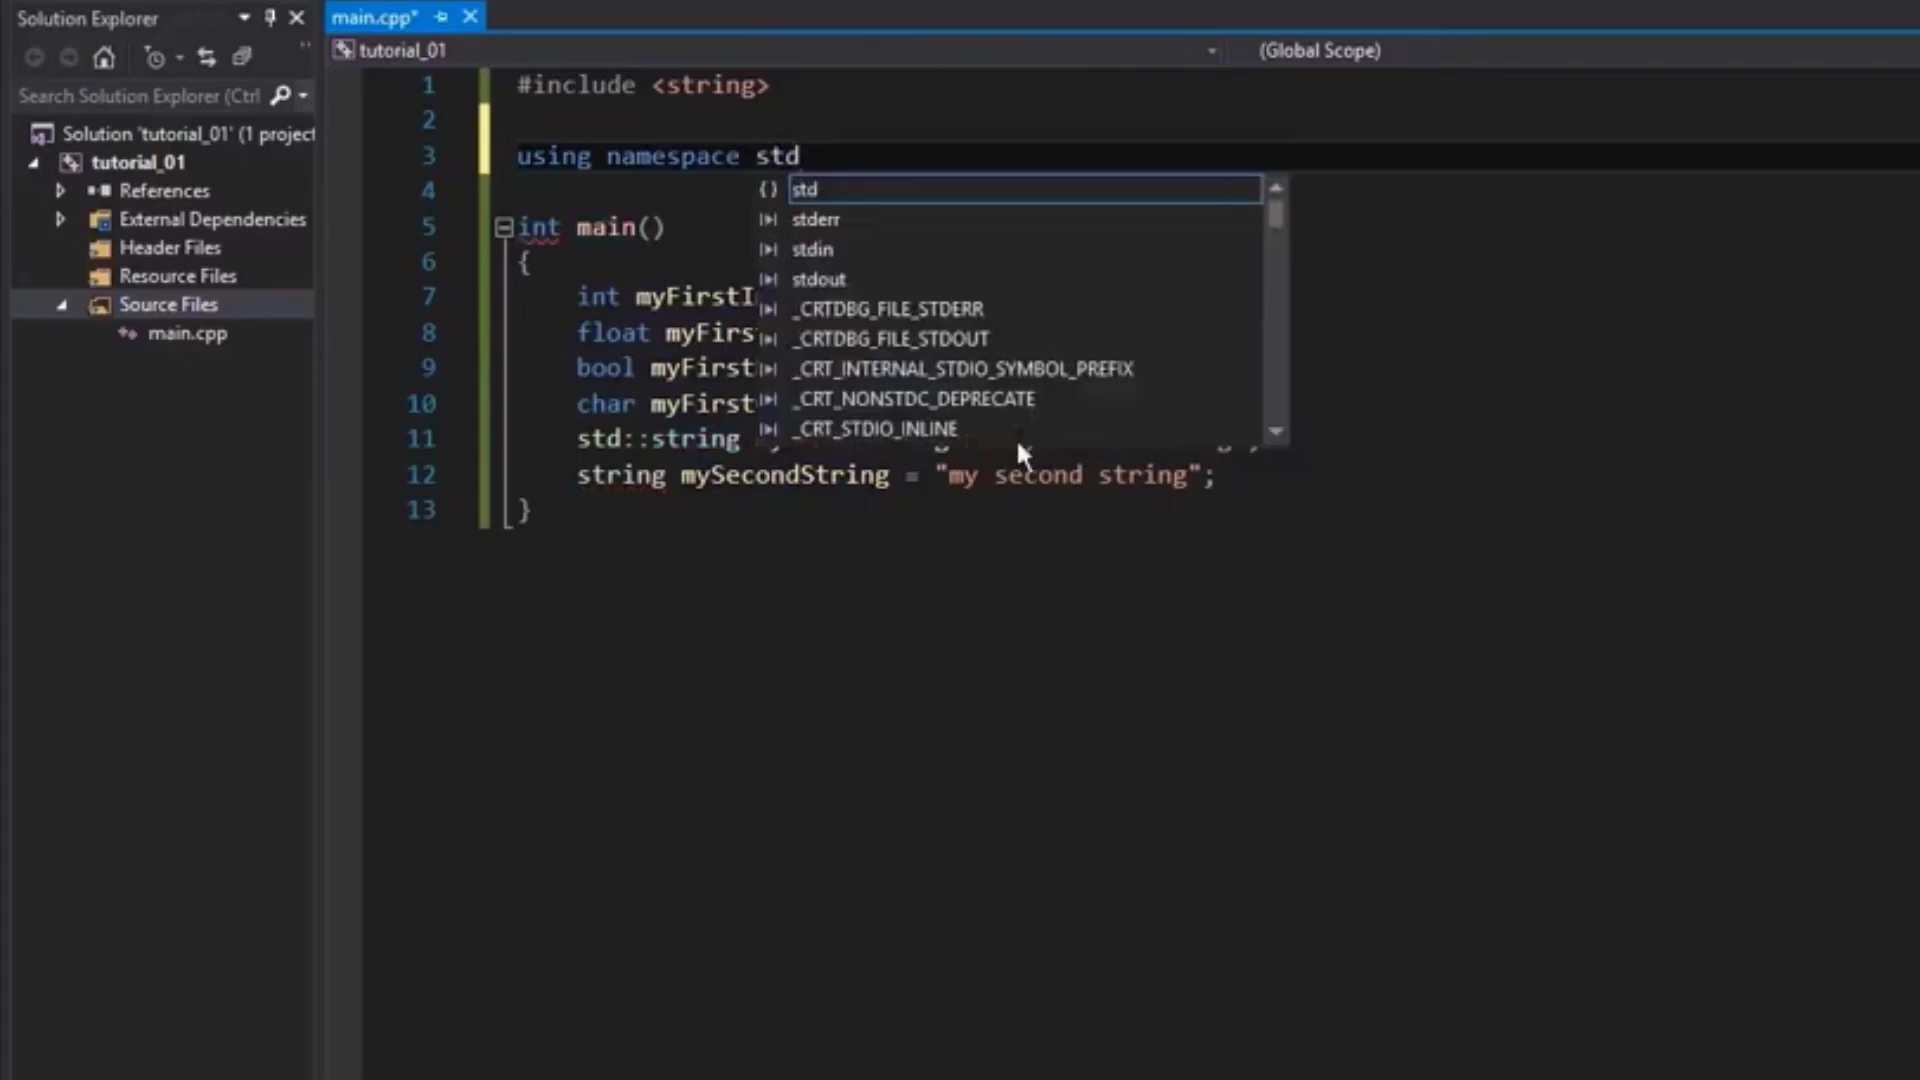 Solution Explorer
Search Solution Explorer (Ctrl
Solution 'tutorial_01' (1 project
tutorial_01
References
External Dependencies
Header Files
Resource Files
Source Files
main.cpp
main.cpp*
tutorial_01
(Global Scope)
1 #include <string>
2
3 using namespace std
4
5 int main()
6 {
7 int myFirstI
8 float myFirs
9 bool myFirst
10 char myFirst
11 std::string
12 string mySecondString = "my second string";
13 }
{} std
stderr
stdin
stdout
_CRTDBG_FILE_STDERR
_CRTDBG_FILE_STDOUT
_CRT_INTERNAL_STDIO_SYMBOL_PREFIX
_CRT_NONSTDC_DEPRECATE
_CRT_STDIO_INLINE